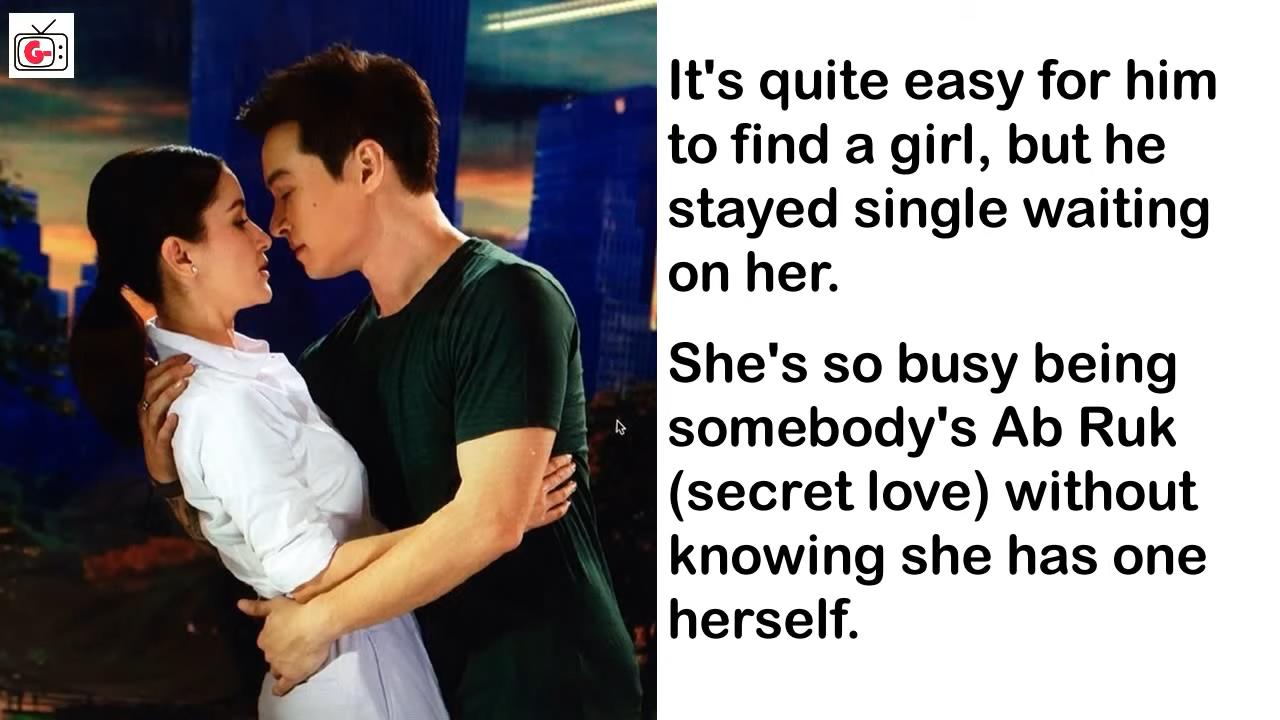 G-
It's quite easy for him
to find a girl, but he
stayed single waiting
on her.
She's so busy being
somebody's Ab Ruk
(secret love) without
knowing she has one
herself.